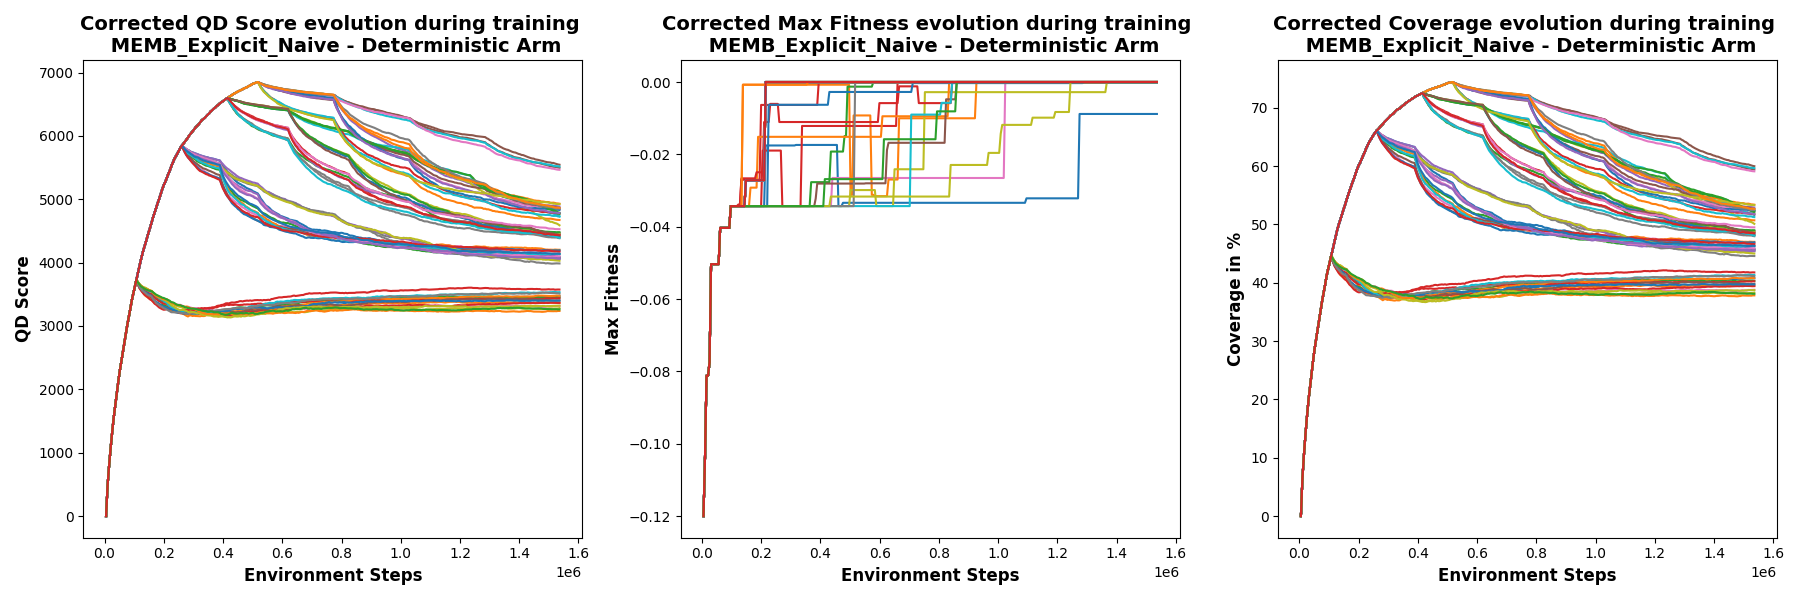 Corrected QD Score evolution during training
MEMB_Explicit_Naive - Deterministic Arm
QD Score
7000
6000
5000
4000
3000
2000
1000
0
0.0 0.2 0.4 0.6 0.8 1.0 1.2 1.4 1.6
1e6
Environment Steps
Corrected Max Fitness evolution during training
MEMB_Explicit_Naive - Deterministic Arm
Max Fitness
0.00
−0.02
−0.04
−0.06
−0.08
−0.10
−0.12
0.0 0.2 0.4 0.6 0.8 1.0 1.2 1.4 1.6
1e6
Environment Steps
Corrected Coverage evolution during training
MEMB_Explicit_Naive - Deterministic Arm
Coverage in %
70
60
50
40
30
20
10
0
0.0 0.2 0.4 0.6 0.8 1.0 1.2 1.4 1.6
1e6
Environment Steps